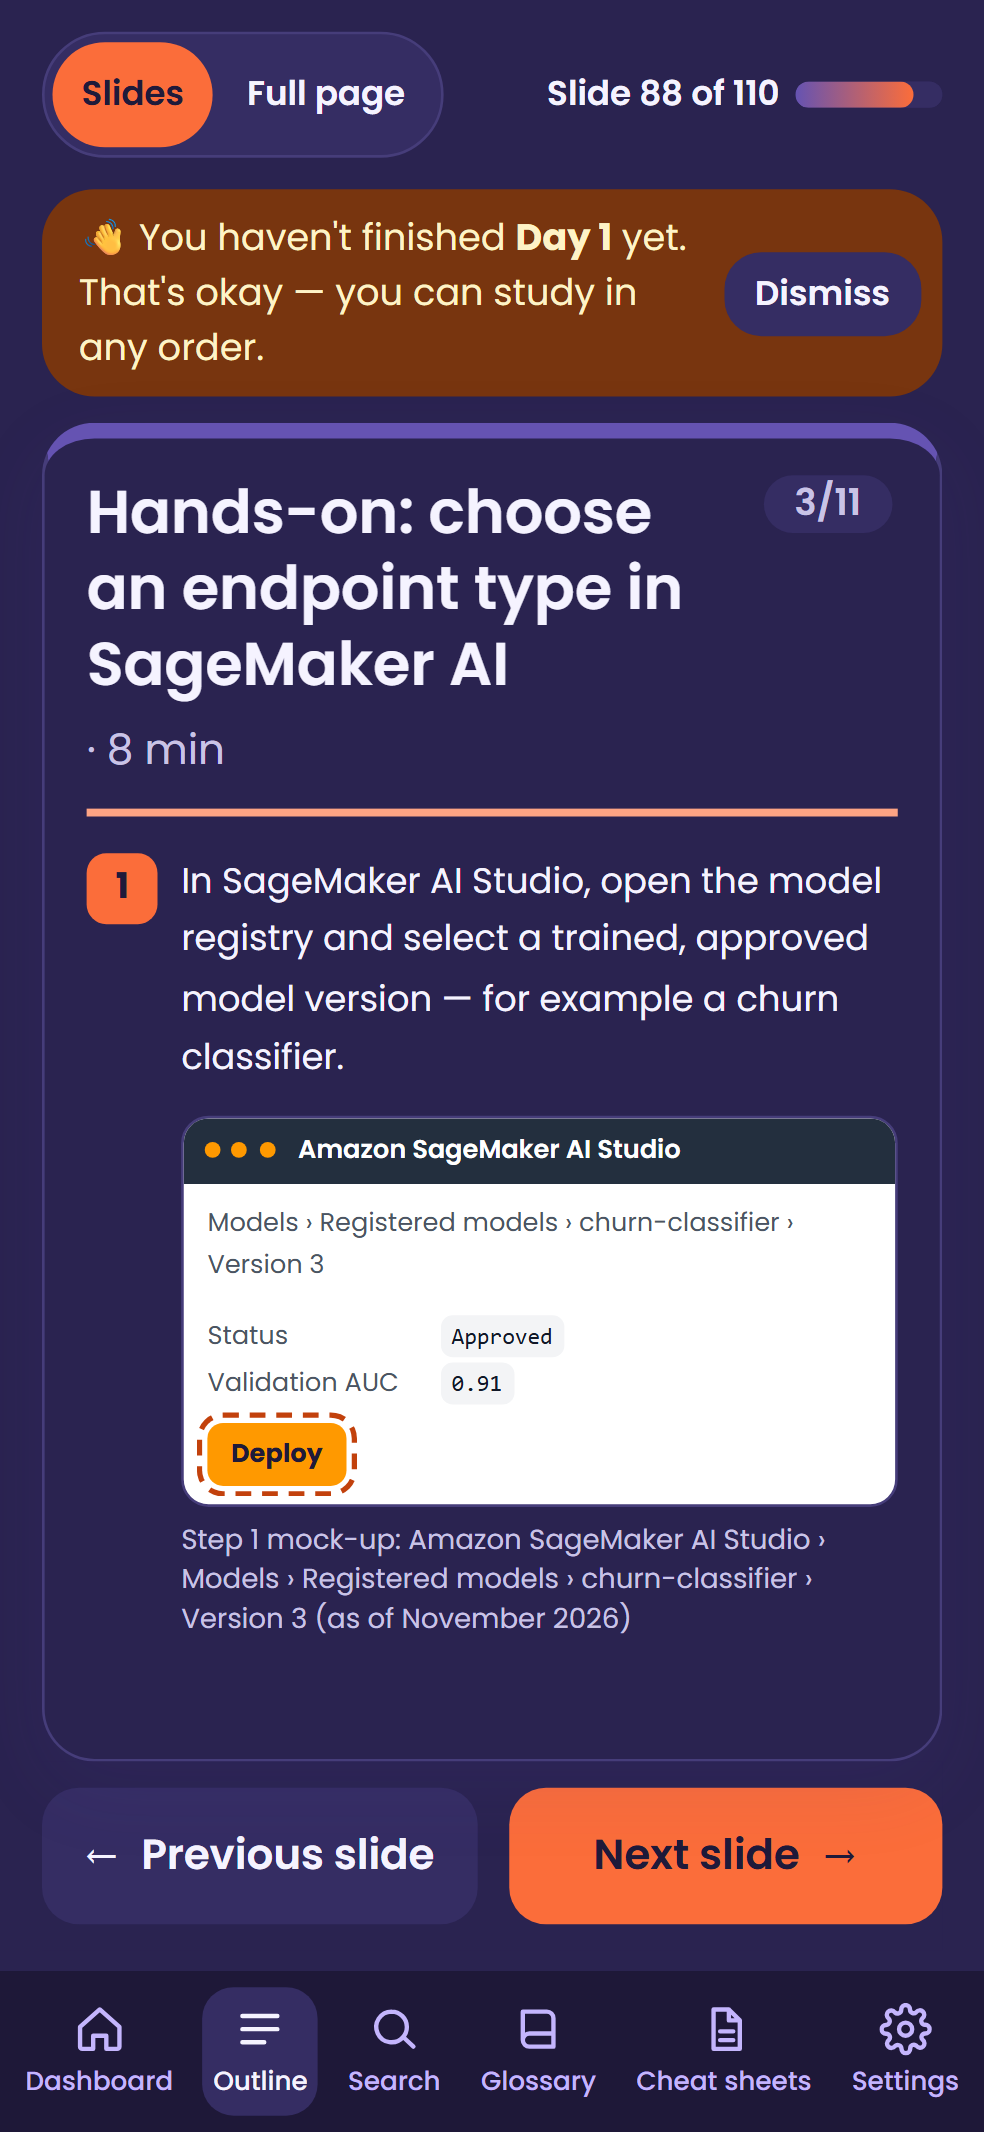 Slides
Full page
Slide 88 of 110
👋 You haven't finished Day 1 yet.
That's okay — you can study in
any order.
Dismiss
Hands-on: choose
an endpoint type in
SageMaker AI
3/11
· 8 min
1
In SageMaker AI Studio, open the model
registry and select a trained, approved
model version — for example a churn
classifier.
Amazon SageMaker AI Studio
Models › Registered models › churn-classifier ›
Version 3
Status Approved
Validation AUC 0.91
Deploy
Step 1 mock-up: Amazon SageMaker AI Studio ›
Models › Registered models › churn-classifier ›
Version 3 (as of November 2026)
← Previous slide
Next slide →
Dashboard
Outline
Search
Glossary
Cheat sheets
Settings